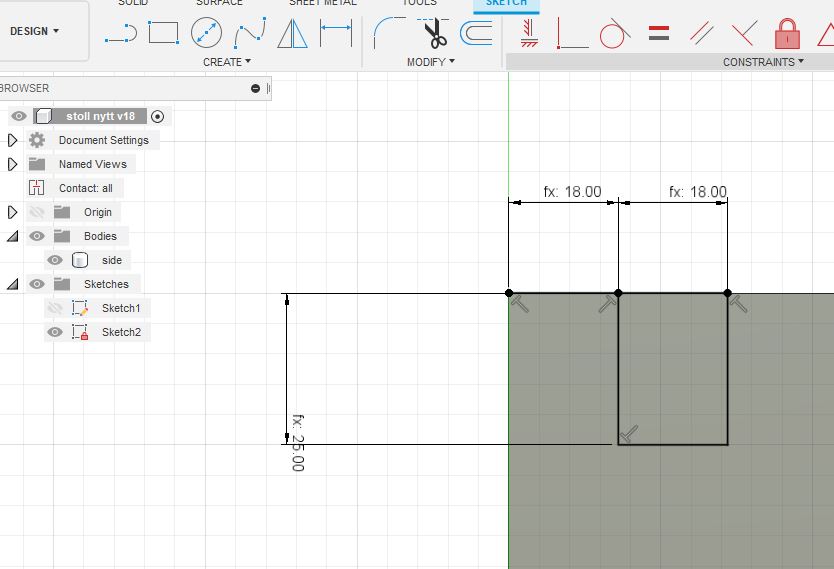 SOLID SURFACE SHEET METAL TOOLS SKETCH
DESIGN
CREATE MODIFY CONSTRAINTS
BROWSER
stoll nytt v18
Document Settings
Named Views
Contact: all
Origin
Bodies
side
Sketches
Sketch1
Sketch2
fx: 18.00 fx: 18.00
fx: 25.00